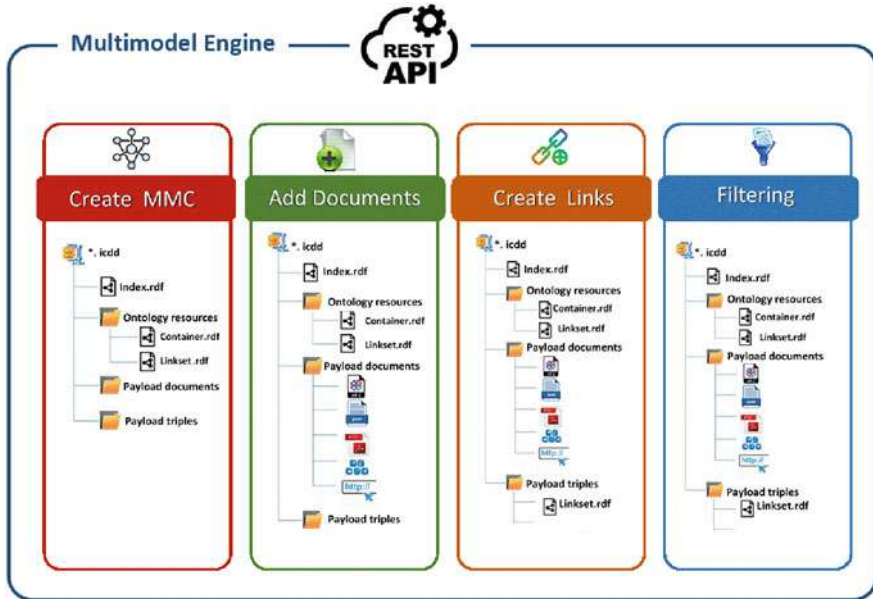 Multimodel Engine
REST
API
Create MMC
*. icdd
Index.rdf
Ontology resources
Container.rdf
Linkset.rdf
Payload documents
Payload triples
Add Documents
*. icdd
Index.rdf
Ontology resources
Container.rdf
Linkset.rdf
Payload documents
http://
Payload triples
Create Links
*. icdd
Index.rdf
Ontology resources
Container.rdf
Linkset.rdf
Payload documents
http://
Payload triples
Linkset.rdf
Filtering
*. icdd
Index.rdf
Ontology resources
Container.rdf
Linkset.rdf
Payload documents
http://
Payload triples
Linkset.rdf